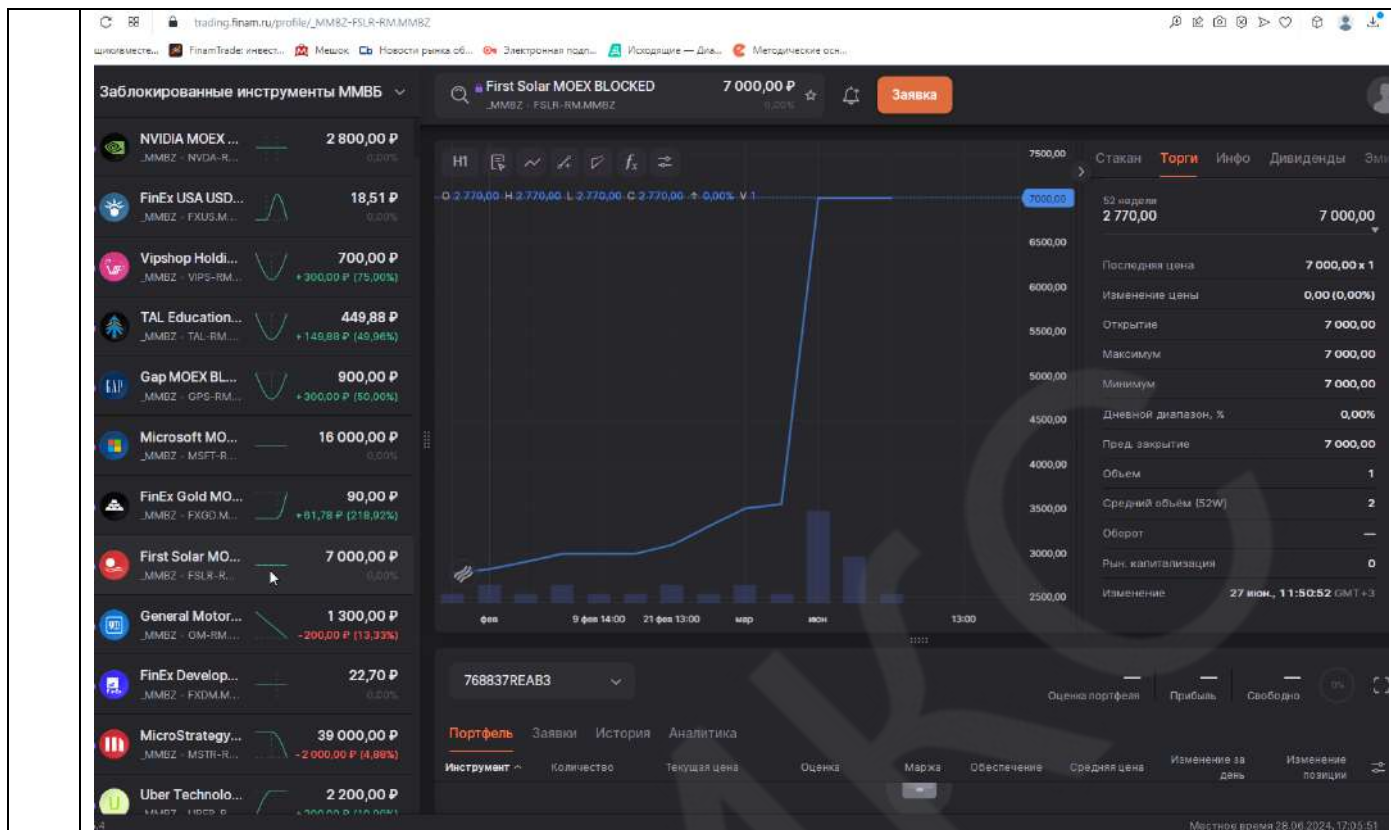 trading.finam.ru/profile/_MMBZ-FSLR-RM.MMBZ
щиковместе... FinamTrade: инвест... Мешок Новости рынка об... Электронная подп... Исходящие — Диа... Методические осн...
Заблокированные инструменты ММВБ
First Solar MOEX BLOCKED 7 000,00 ₽
_MMBZ - FSLR-RM.MMBZ 0,00%
Заявка
NVIDIA MOEX ... 2 800,00 ₽
_MMBZ - NVDA-R... 0,00%
FinEx USA USD... 18,51 ₽
_MMBZ - FXUS.M... 0,00%
Vipshop Holdi... 700,00 ₽
_MMBZ - VIPS-RM... +300,00 ₽ (75,00%)
TAL Education... 449,88 ₽
_MMBZ - TAL-RM.... +149,88 ₽ (49,96%)
Gap MOEX BL... 900,00 ₽
_MMBZ - GPS-RM... +300,00 ₽ (50,00%)
Microsoft MO... 16 000,00 ₽
_MMBZ - MSFT-R... 0,00%
FinEx Gold MO... 90,00 ₽
_MMBZ - FXGD.M... +61,78 ₽ (218,92%)
First Solar MO... 7 000,00 ₽
_MMBZ - FSLR-R... 0,00%
General Motor... 1 300,00 ₽
_MMBZ - GM-RM.... -200,00 ₽ (13,33%)
FinEx Develop... 22,70 ₽
_MMBZ - FXDM.M... 0,00%
MicroStrategy... 39 000,00 ₽
_MMBZ - MSTR-R... -2 000,00 ₽ (4,88%)
Uber Technolo... 2 200,00 ₽
_MMBZ - UBER-R... +200,00 ₽ (10,00%)
H1
O 2 770,00 H 2 770,00 L 2 770,00 C 2 770,00 0,00% V 1
7500,00
7000,00
6500,00
6000,00
5500,00
5000,00
4500,00
4000,00
3500,00
3000,00
2500,00
фев 9 фев 14:00 21 фев 13:00 мар июн 13:00
Стакан Торги Инфо Дивиденды Эми
52 недели
2 770,00 7 000,00
Последняя цена 7 000,00 x 1
Изменение цены 0,00 (0,00%)
Открытие 7 000,00
Максимум 7 000,00
Минимум 7 000,00
Дневной диапазон, % 0,00%
Пред. закрытие 7 000,00
Объем 1
Средний объём (52W) 2
Оборот —
Рын. капитализация 0
Изменение 27 июн., 11:50:52 GMT+3
768837REAB3
Оценка портфеля — Прибыль — Свободно — 0%
Портфель Заявки История Аналитика
Инструмент Количество Текущая цена Оценка Маржа Обеспечение Средняя цена Изменение за день Изменение позиции
Местное время 28.06.2024, 17:05:51